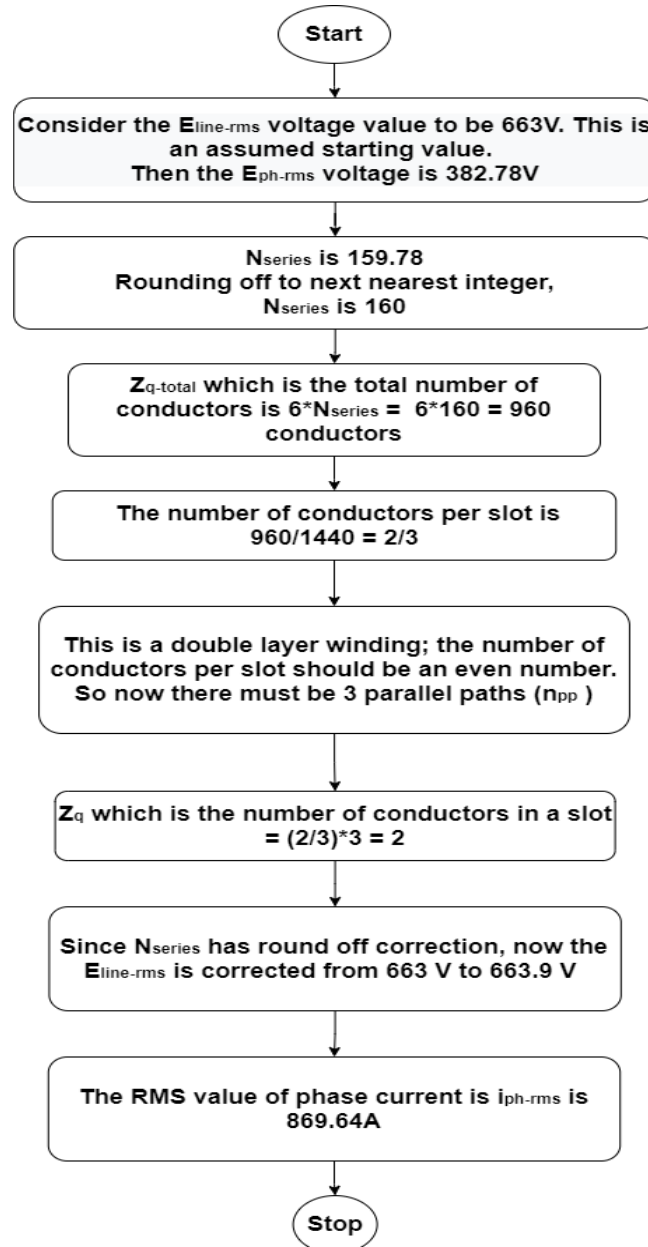 Start
Consider the Eline-rms voltage value to be 663V. This is
an assumed starting value.
Then the Eph-rms voltage is 382.78V
Nseries is 159.78
Rounding off to next nearest integer,
Nseries is 160
Zq-total which is the total number of
conductors is 6*Nseries = 6*160 = 960
conductors
The number of conductors per slot is
960/1440 = 2/3
This is a double layer winding; the number of
conductors per slot should be an even number.
So now there must be 3 parallel paths (npp )
Zq which is the number of conductors in a slot
= (2/3)*3 = 2
Since Nseries has round off correction, now the
Eline-rms is corrected from 663 V to 663.9 V
The RMS value of phase current is iph-rms is
869.64A
Stop